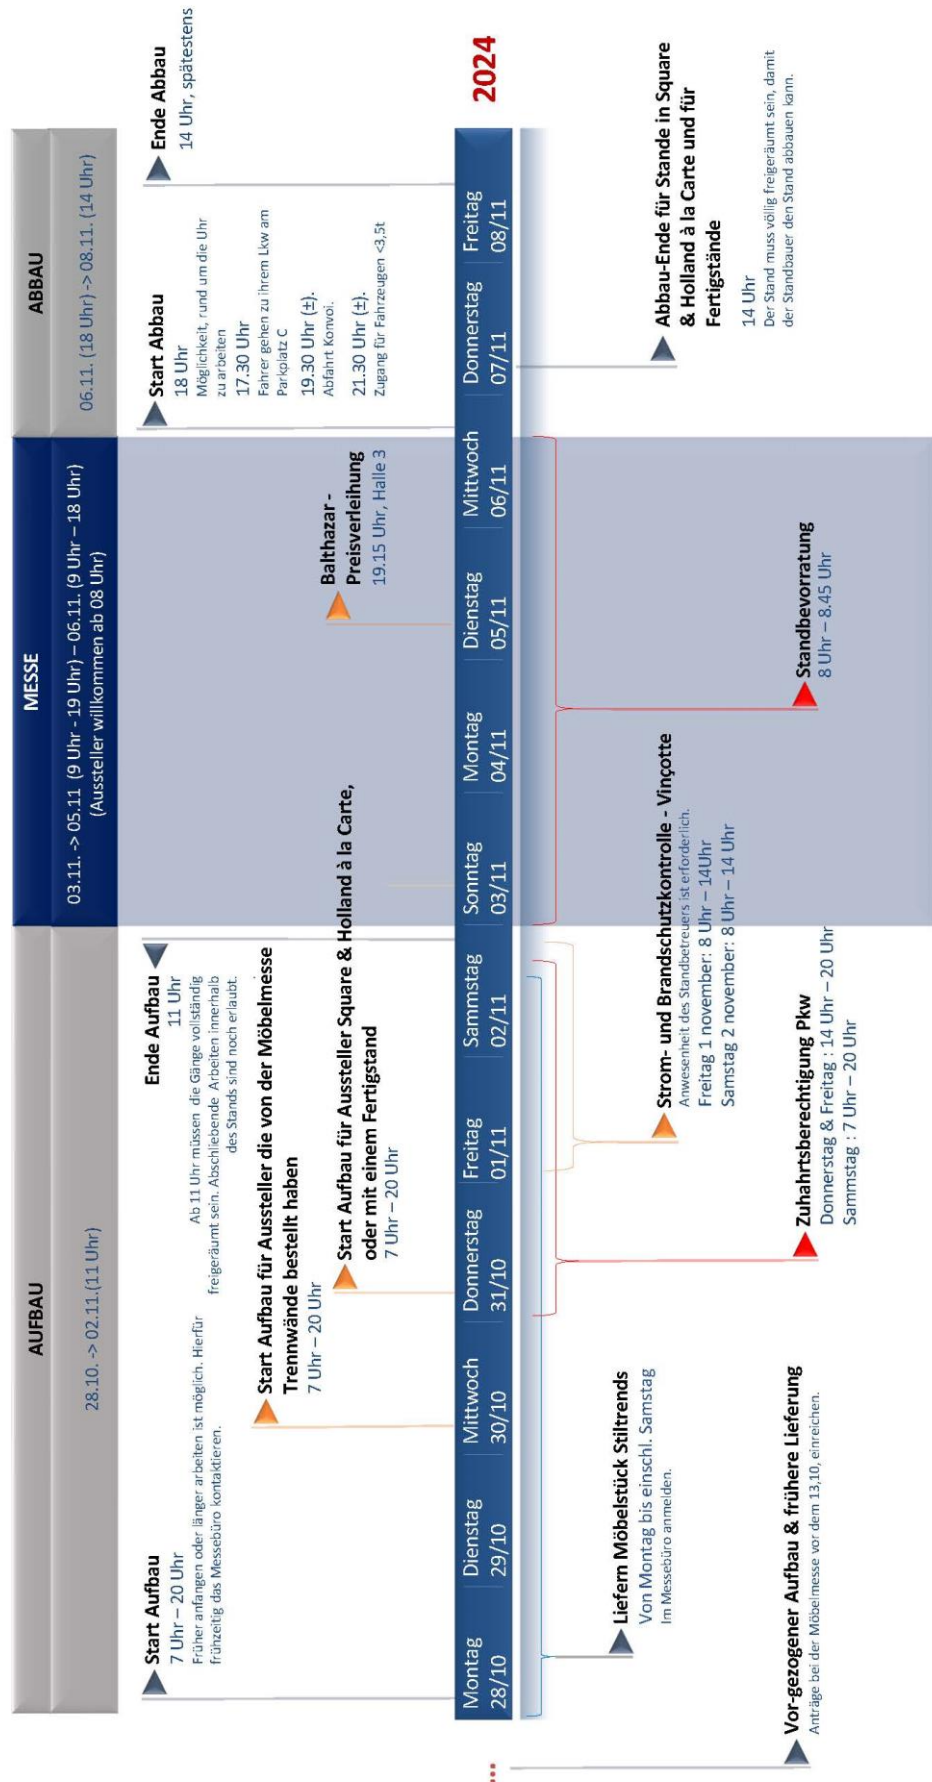 AUFBAU
28.10. -> 02.11.(11 Uhr)
MESSE
03.11. -> 05.11 (9 Uhr - 19 Uhr) – 06.11. (9 Uhr – 18 Uhr)
(Aussteller willkommen ab 08 Uhr)
ABBAU
06.11. (18 Uhr) -> 08.11. (14 Uhr)
Start Aufbau
7 Uhr – 20 Uhr
Früher anfangen oder länger arbeiten ist möglich. Hierfür
frühzeitig das Messebüro kontaktieren.
Ende Aufbau
11 Uhr
Ab 11 Uhr müssen die Gänge vollständig
freigeräumt sein. Abschliebende Arbeiten innerhalb
des Stands sind noch erlaubt.
Start Aufbau für Aussteller die von der Möbelmesse
Trennwände bestellt haben
7 Uhr – 20 Uhr
Start Aufbau für Aussteller Square & Holland à la Carte,
oder mit einem Fertigstand
7 Uhr – 20 Uhr
Balthazar -
Preisverleihung
19.15 Uhr, Halle 3
Start Abbau
18 Uhr
Möglichkeit, rund um die Uhr
zu arbeiten
17.30 Uhr
Fahrer gehen zu ihrem Lkw am
Parkplatz C
19.30 Uhr (±).
Abfahrt Konvoi.
21.30 Uhr (±).
Zugang für Fahrzeugen <3,5t
Ende Abbau
14 Uhr, spätestens
...
Montag
28/10
Dienstag
29/10
Mittwoch
30/10
Donnerstag
31/10
Freitag
01/11
Sammstag
02/11
Sonntag
03/11
Montag
04/11
Dienstag
05/11
Mittwoch
06/11
Donnerstag
07/11
Freitag
08/11
2024
Liefern Möbelstück Stiltrends
Von Montag bis einschl. Samstag
Im Messebüro anmelden.
Vor-gezogener Aufbau & frühere Lieferung
Anträge bei der Möbelmesse vor dem 13,10, einreichen.
Strom- und Brandschutzkontrolle - Vinçotte
Anwesenheit des Standbetreuers ist erforderlich.
Freitag 1 november: 8 Uhr – 14Uhr
Samstag 2 november: 8 Uhr – 14 Uhr
Zuhahrtsberechtigung Pkw
Donnerstag & Freitag : 14 Uhr – 20 Uhr
Sammstag : 7 Uhr – 20 Uhr
Standbevorratung
8 Uhr – 8.45 Uhr
Abbau-Ende für Stande in Square
& Holland à la Carte und für
Fertigstände
14 Uhr
Der Stand muss völlig freigeräumt sein, damit
der Standbauer den Stand abbauen kann.